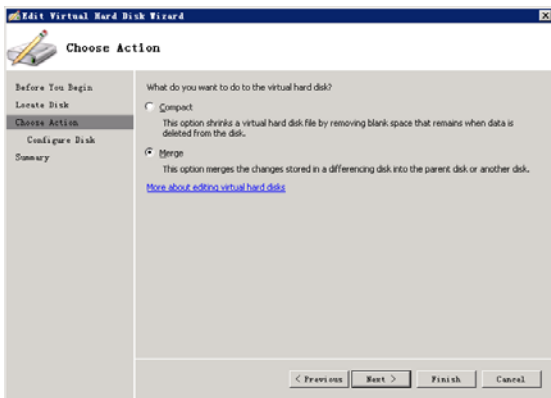 Edit Virtual Hard Disk Wizard
Choose Action
Before You Begin
Locate Disk
Choose Action
Configure Disk
Summary
What do you want to do to the virtual hard disk?
Compact
This option shrinks a virtual hard disk file by removing blank space that remains when data is
deleted from the disk.
Merge
This option merges the changes stored in a differencing disk into the parent disk or another disk.
More about editing virtual hard disks
< Previous
Next >
Finish
Cancel